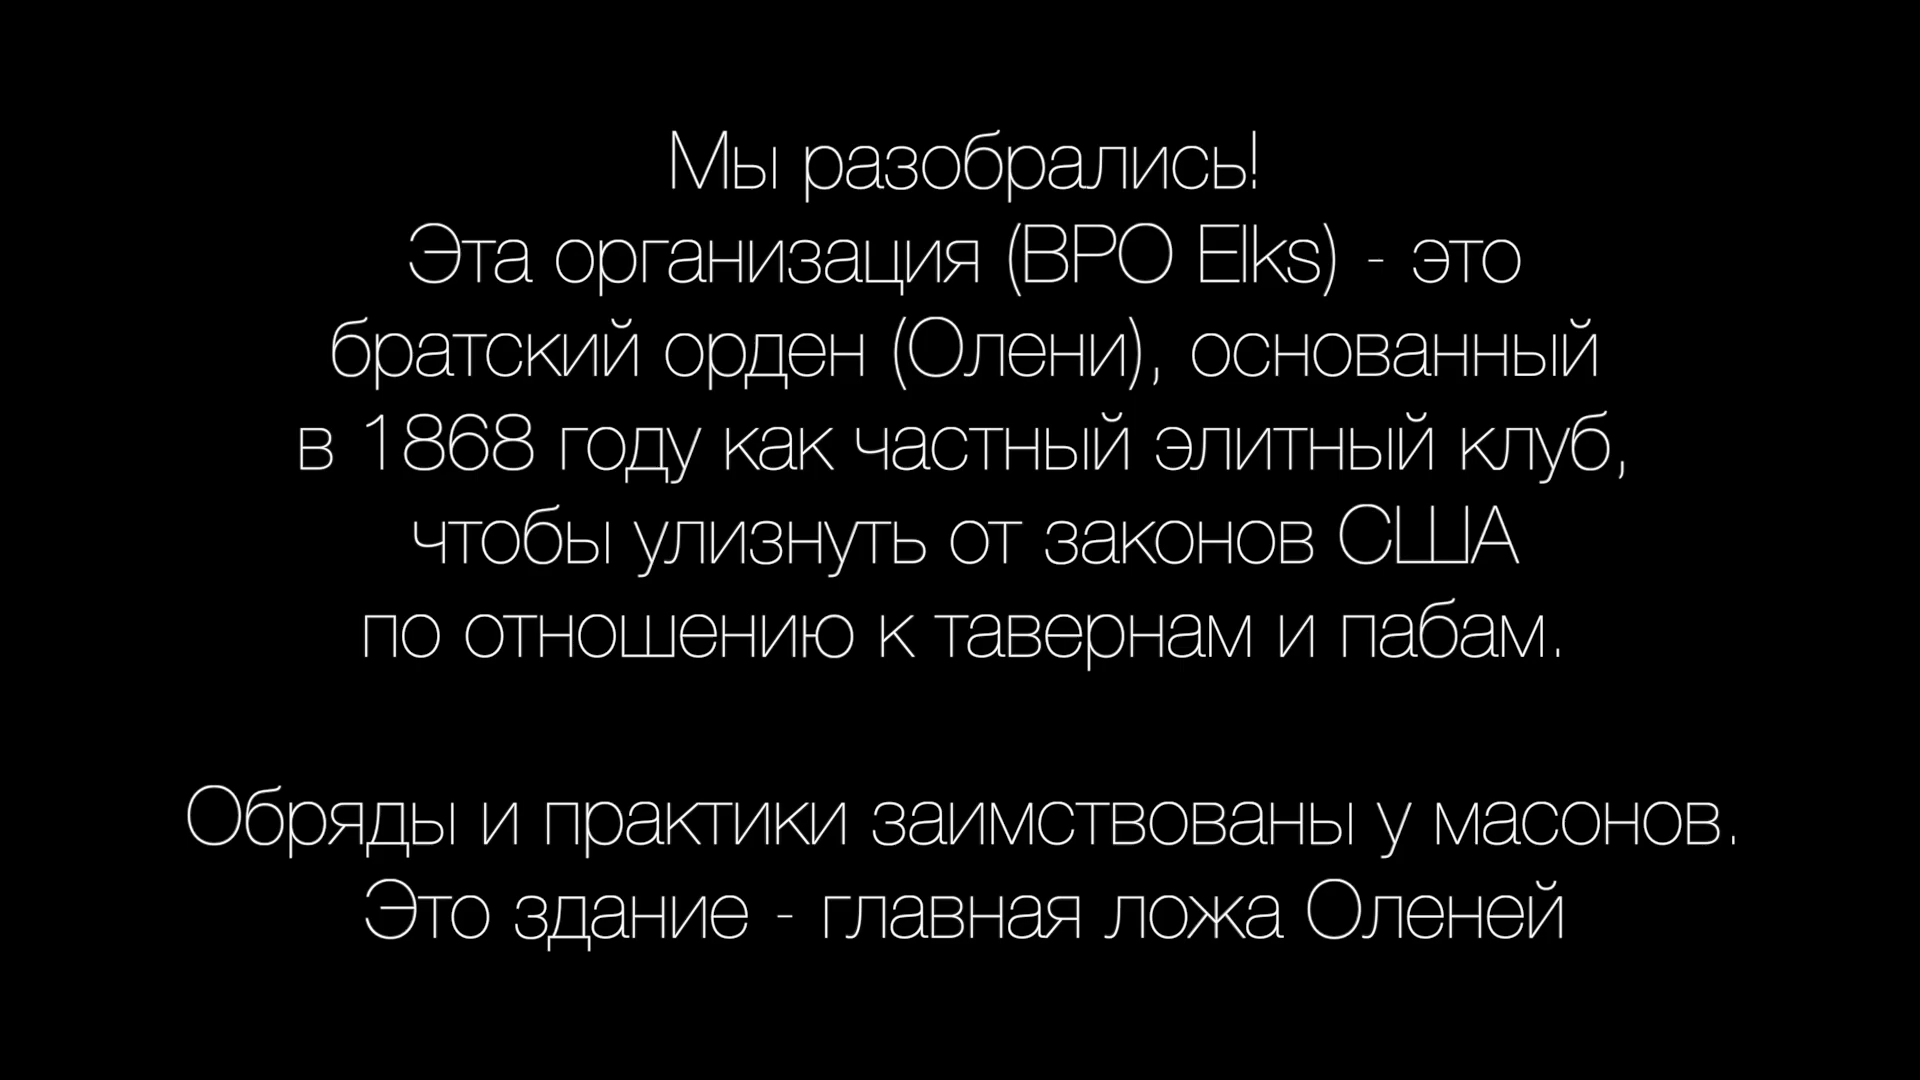 Мы разобрались!
Эта организация (BPO Elks) - это
братский орден (Олени), основанный
в 1868 году как частный элитный клуб,
чтобы улизнуть от законов США
по отношению к тавернам и пабам.
Обряды и практики заимствованы у масонов.
Это здание - главная ложа Оленей